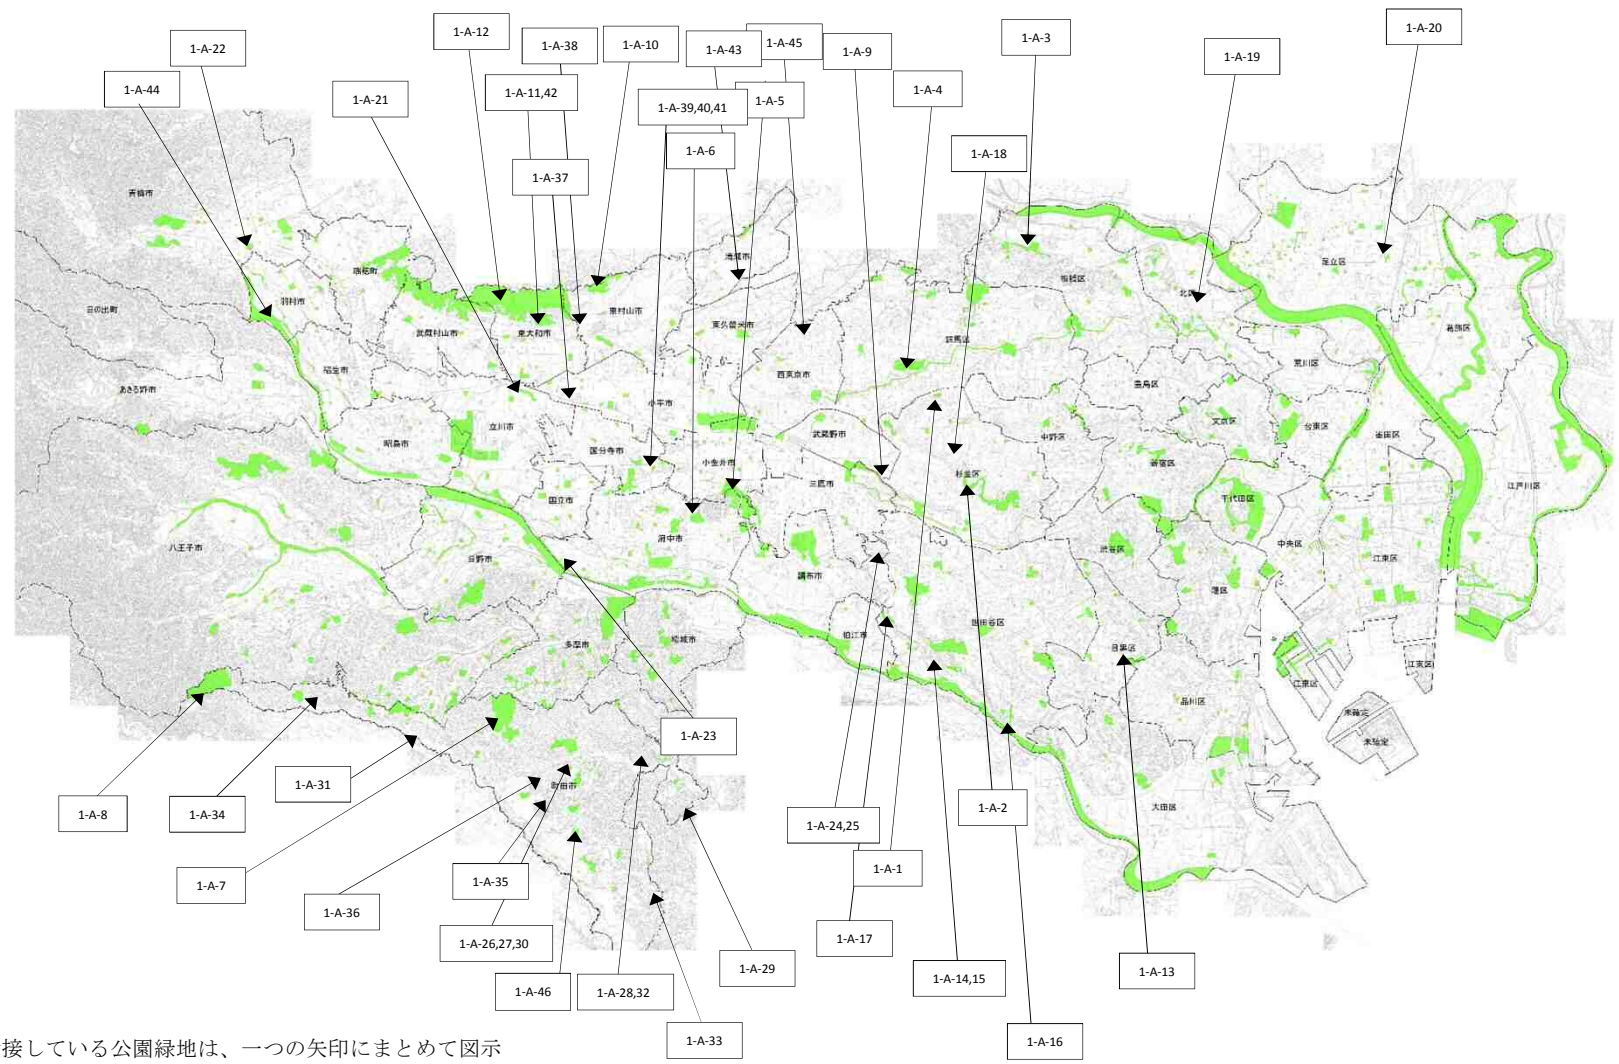 1-A-20
1-A-12
1-A-38
1-A-10
1-A-43
1-A-45
1-A-9
1-A-3
1-A-22
1-A-19
1-A-44
1-A-21
1-A-11,42
1-A-39,40,41
1-A-5
1-A-4
1-A-6
1-A-18
1-A-37
青梅市
清瀬市
足立区
瑞穂町
板橋区
北区
羽村市
日の出町
東村山市
武蔵村山市
東大和市
東久留米市
練馬区
葛飾区
荒川区
福生市
西東京市
豊島区
あきる野市
小平市
立川市
武蔵野市
中野区
文京区
台東区
墨田区
昭島市
国分寺市
小金井市
新宿区
三鷹市
杉並区
江戸川区
国立市
千代田区
府中市
中央区
八王子市
日野市
渋谷区
江東区
調布市
港区
世田谷区
狛江市
多摩市
稲城市
目黒区
江東区
江東区
品川区
未確定
未確定
1-A-23
町田市
1-A-31
大田区
1-A-8
1-A-34
1-A-2
1-A-24,25
1-A-1
1-A-7
1-A-35
1-A-36
1-A-17
1-A-26,27,30
1-A-29
1-A-13
1-A-14,15
1-A-46
1-A-28,32
1-A-33
1-A-16
接している公園緑地は、一つの矢印にまとめて図示